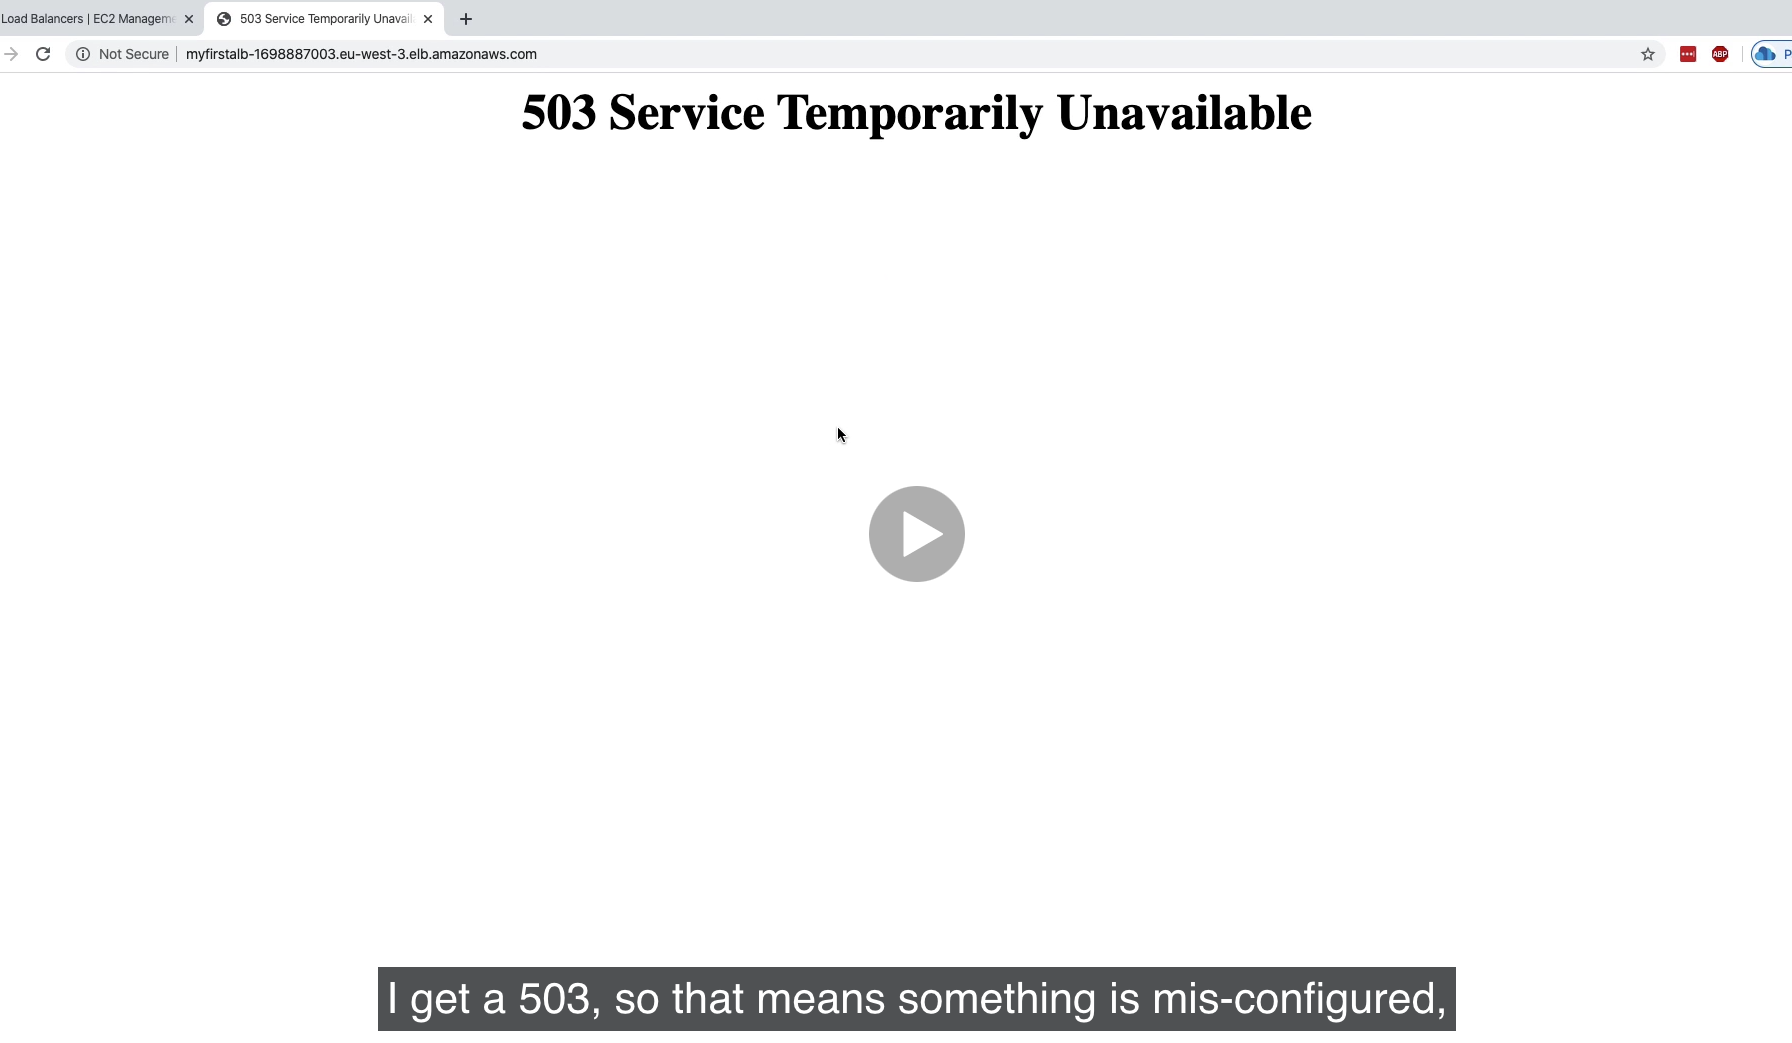 Load Balancers | EC2 Manageme
503 Service Temporarily Unavail
Not Secure
myfirstalb-1698887003.eu-west-3.elb.amazonaws.com
ABP
P
503 Service Temporarily Unavailable
I get a 503, so that means something is mis-configured,